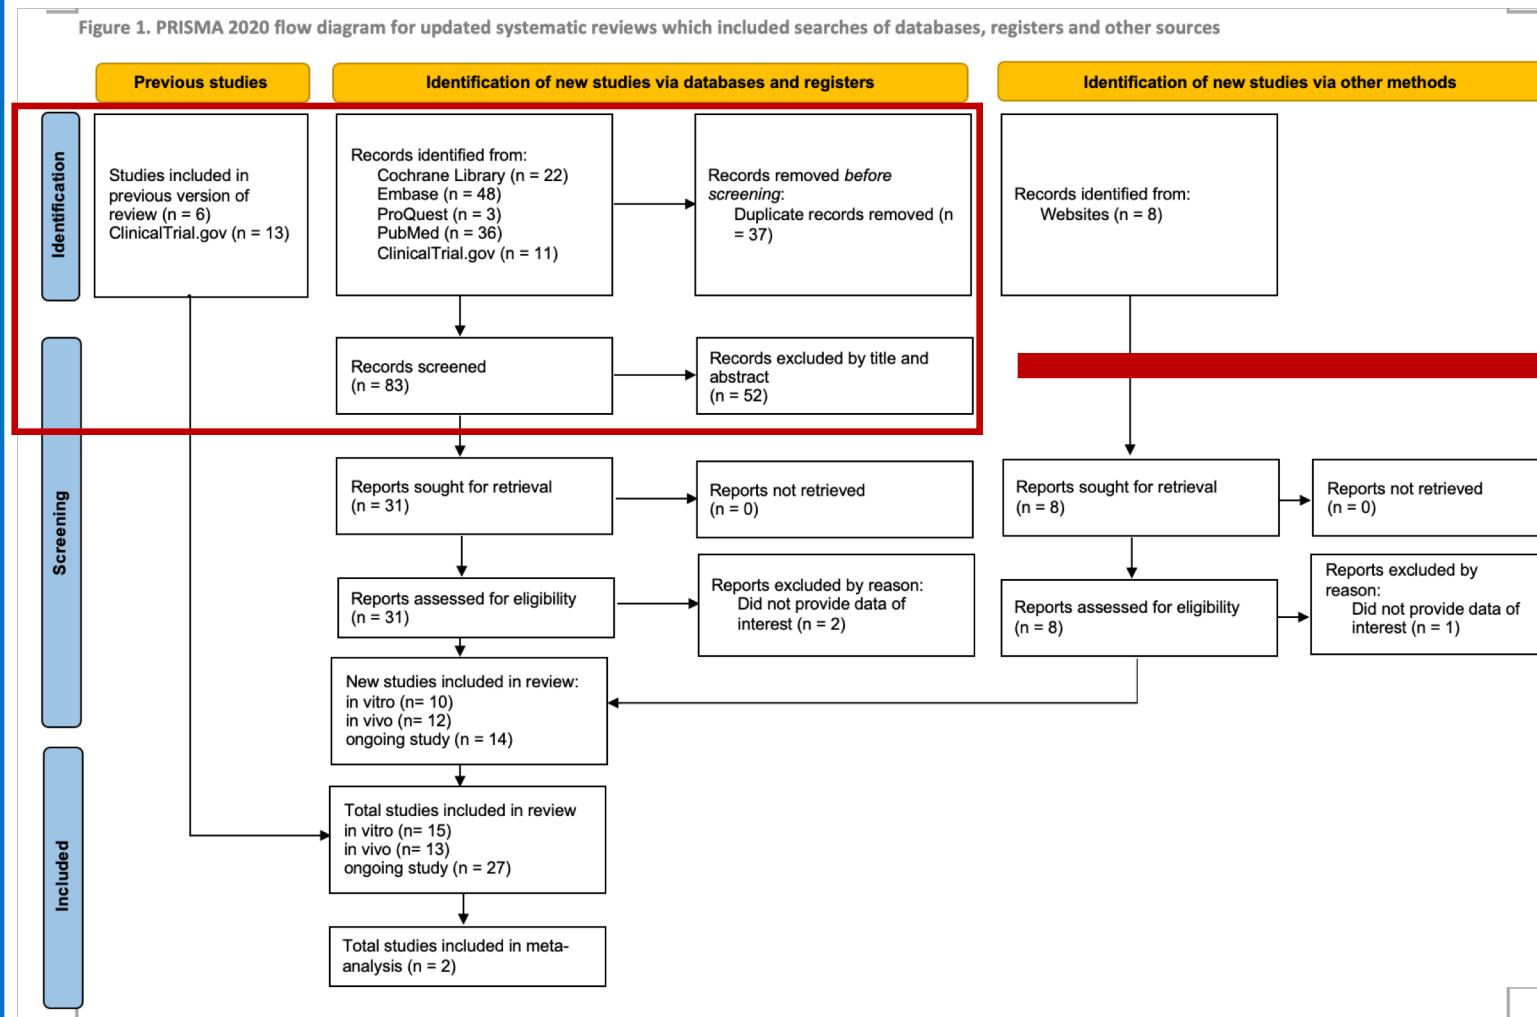 Figure 1. PRISMA 2020 flow diagram for updated systematic reviews which included searches of databases, registers and other sources
Previous studies
Identification of new studies via databases and registers
Identification of new studies via other methods
Identification
Studies included in
previous version of
review (n = 6)
ClinicalTrial.gov (n = 13)
Records identified from:
Cochrane Library (n = 22)
Embase (n = 48)
ProQuest (n = 3)
PubMed (n = 36)
ClinicalTrial.gov (n = 11)
Records removed before
screening:
Duplicate records removed (n
= 37)
Records identified from:
Websites (n = 8)
Screening
Records screened
(n = 83)
Records excluded by title and
abstract
(n = 52)
Reports sought for retrieval
(n = 31)
Reports not retrieved
(n = 0)
Reports sought for retrieval
(n = 8)
Reports not retrieved
(n = 0)
Reports assessed for eligibility
(n = 31)
Reports excluded by reason:
Did not provide data of
interest (n = 2)
Reports assessed for eligibility
(n = 8)
Reports excluded by
reason:
Did not provide data of
interest (n = 1)
New studies included in review:
in vitro (n= 10)
in vivo (n= 12)
ongoing study (n = 14)
Included
Total studies included in review
in vitro (n= 15)
in vivo (n= 13)
ongoing study (n = 27)
Total studies included in meta-
analysis (n = 2)